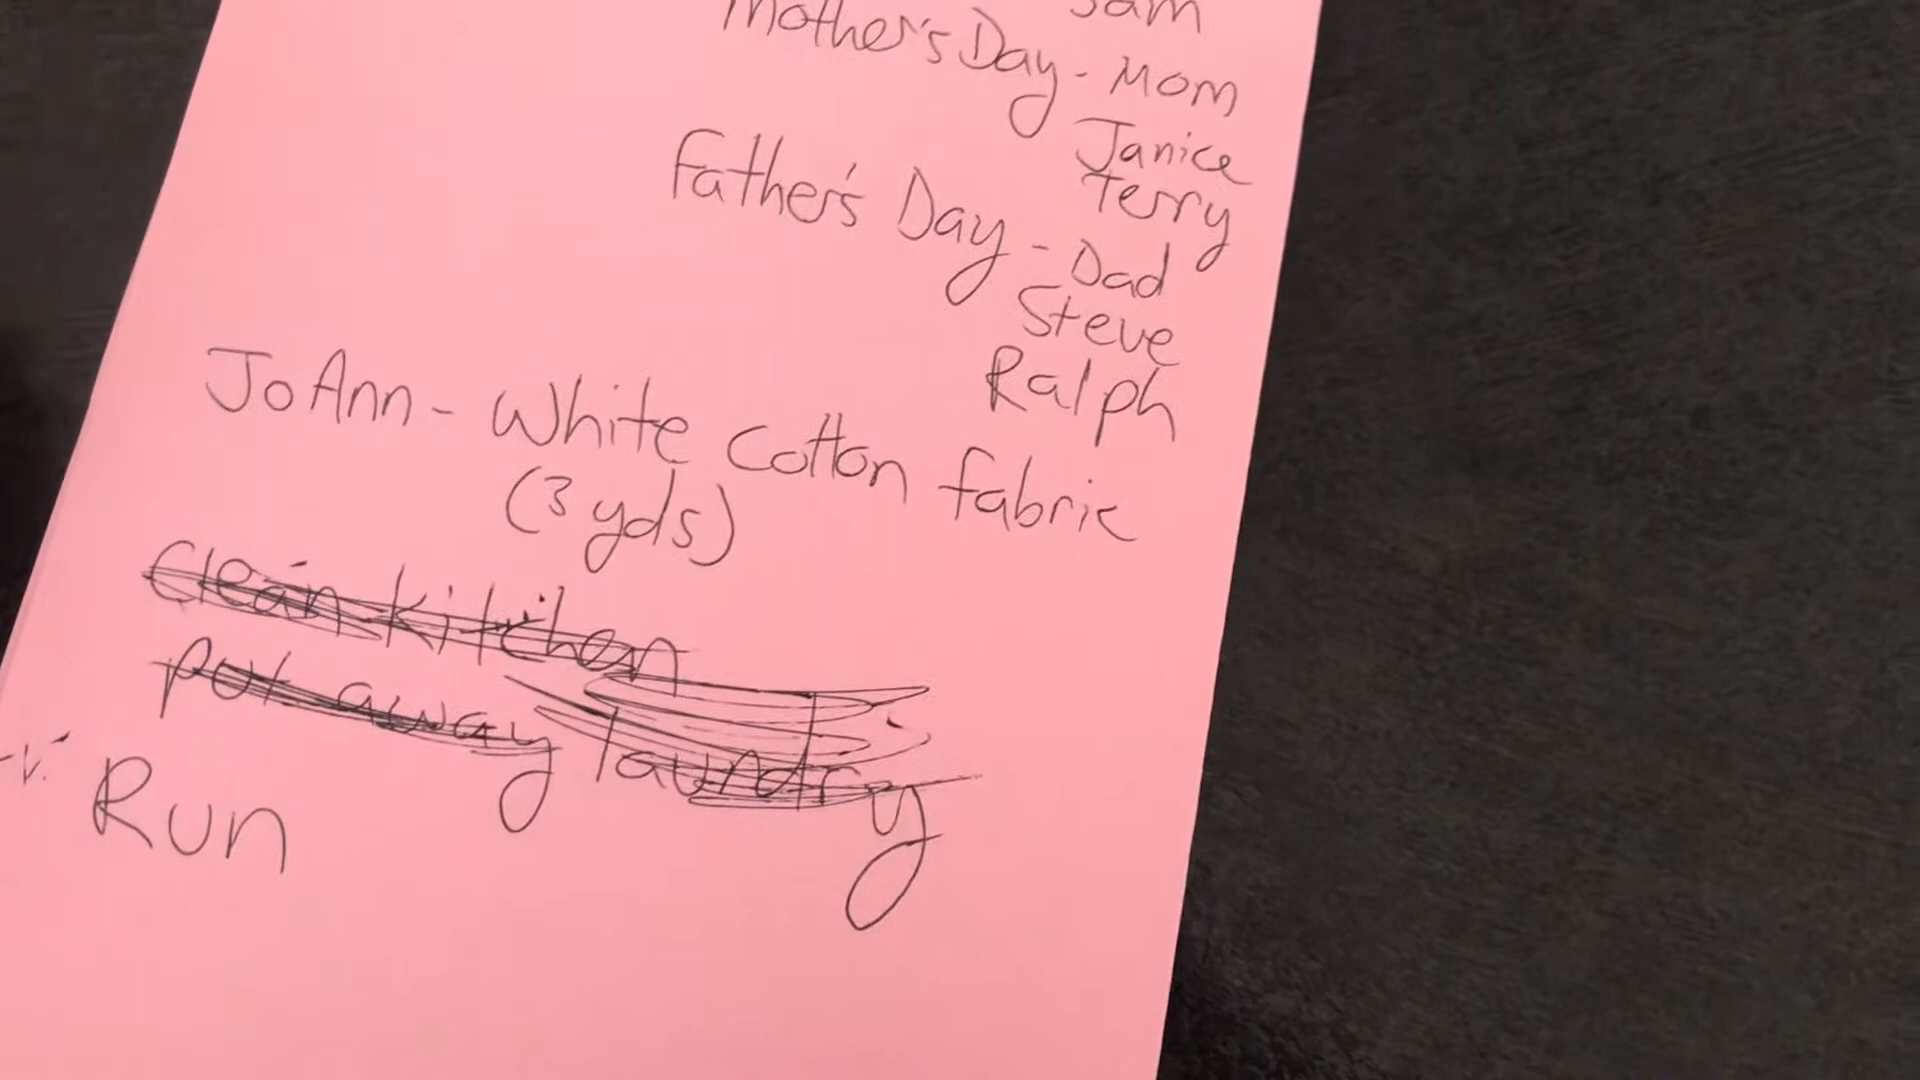 Sam
Mother's Day - Mom
Janice
Terry
Father's Day - Dad
Steve
Ralph
JoAnn - White cotton fabric
(3 yds)
Clean kitchen
put away laundry
Run